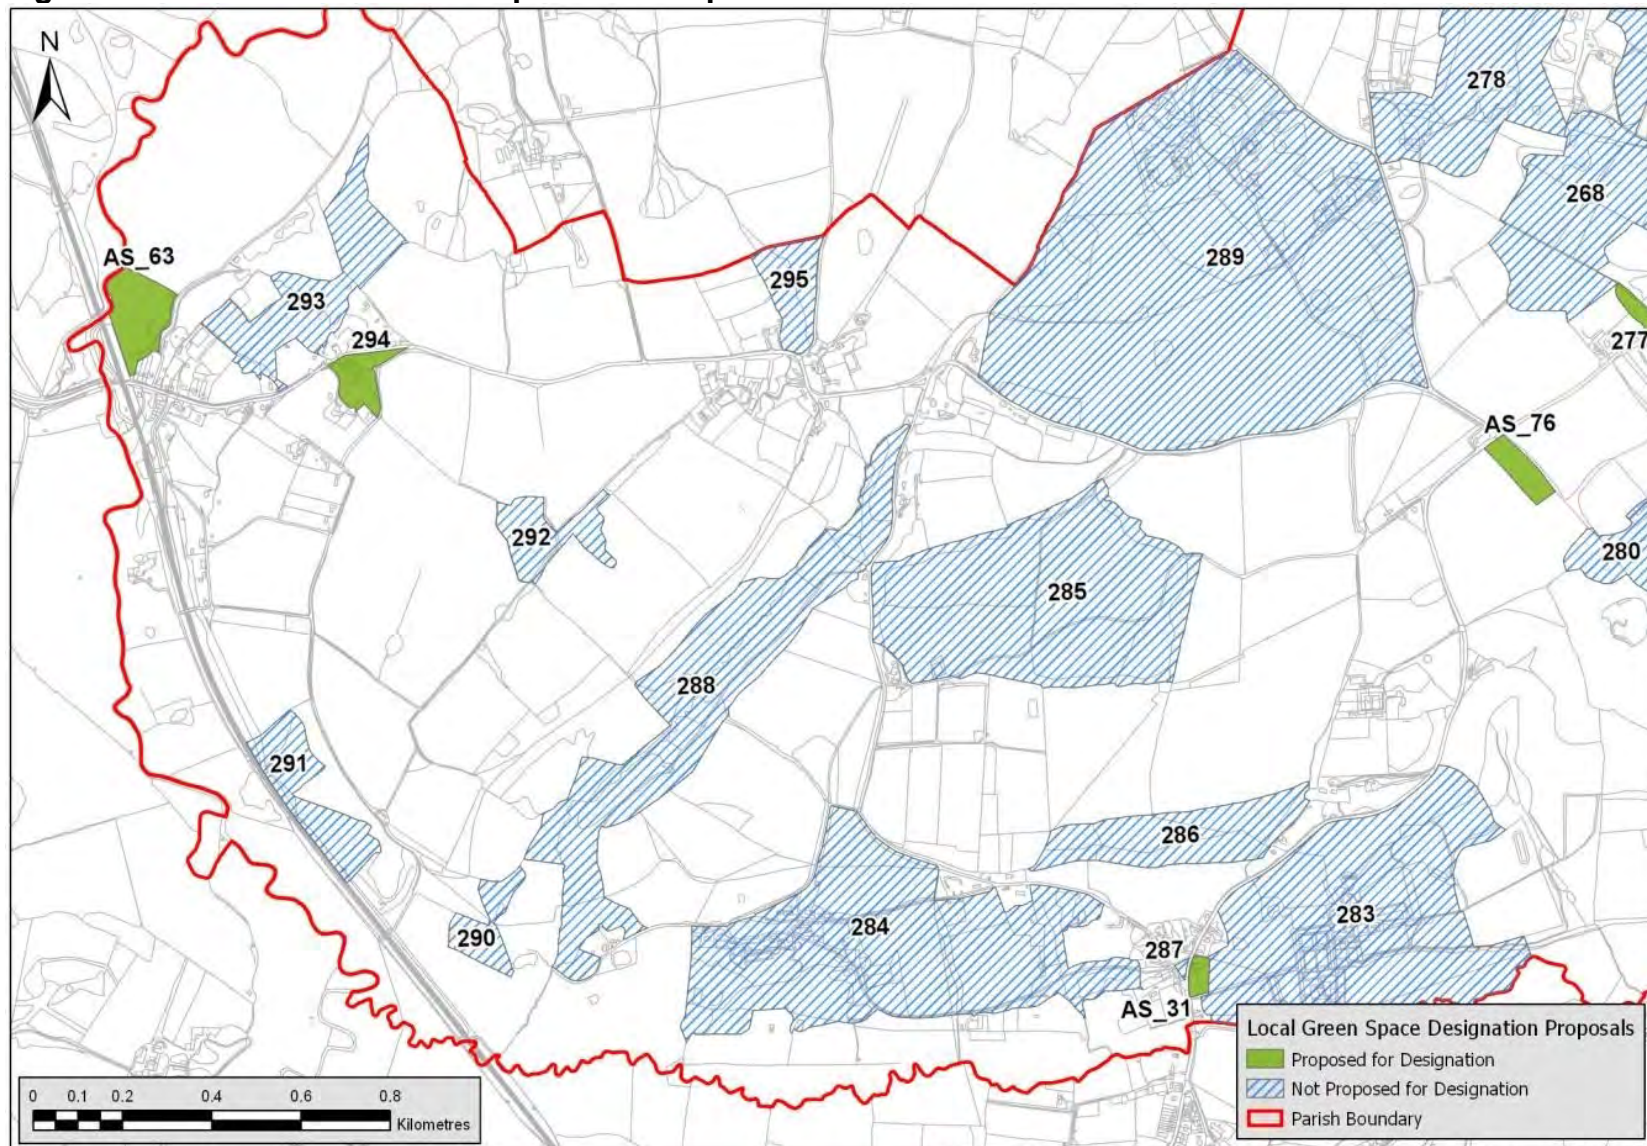 N
278
268
AS_63
289
295
293
277
294
AS_76
292
280
285
288
291
286
283
284
290
287
AS_31
Local Green Space Designation Proposals
Proposed for Designation
Not Proposed for Designation
Parish Boundary
0 0.1 0.2 0.4 0.6 0.8
Kilometres